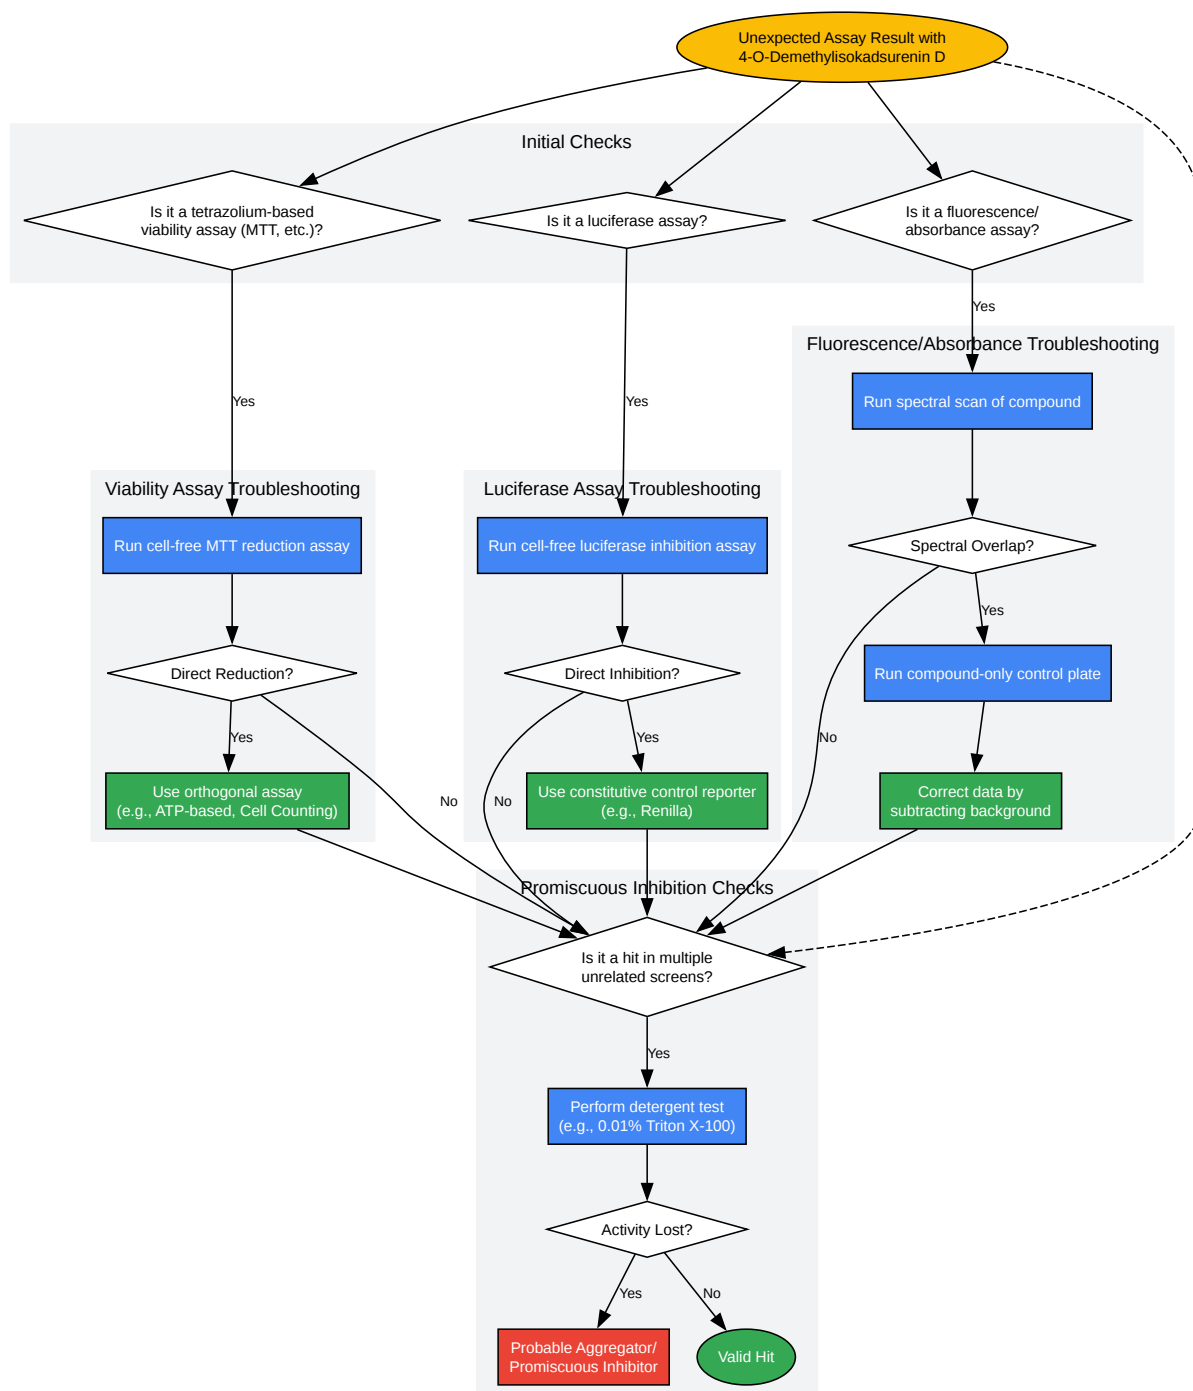 Unexpected Assay Result with
4-O-Demethylisokadsurenin D
Initial Checks
Is it a tetrazolium-based
viability assay (MTT, etc.)?
Is it a luciferase assay?
Is it a fluorescence/
absorbance assay?
Yes
Fluorescence/Absorbance Troubleshooting
Run spectral scan of compound
Yes
Yes
Viability Assay Troubleshooting
Luciferase Assay Troubleshooting
Run cell-free MTT reduction assay
Run cell-free luciferase inhibition assay
Spectral Overlap?
Yes
Direct Reduction?
Direct Inhibition?
Run compound-only control plate
Yes
Yes
No
Use orthogonal assay
(e.g., ATP-based, Cell Counting)
No
No
Use constitutive control reporter
(e.g., Renilla)
Correct data by
subtracting background
Promiscuous Inhibition Checks
Is it a hit in multiple
unrelated screens?
Yes
Perform detergent test
(e.g., 0.01% Triton X-100)
Activity Lost?
Yes
No
Probable Aggregator/
Promiscuous Inhibitor
Valid Hit